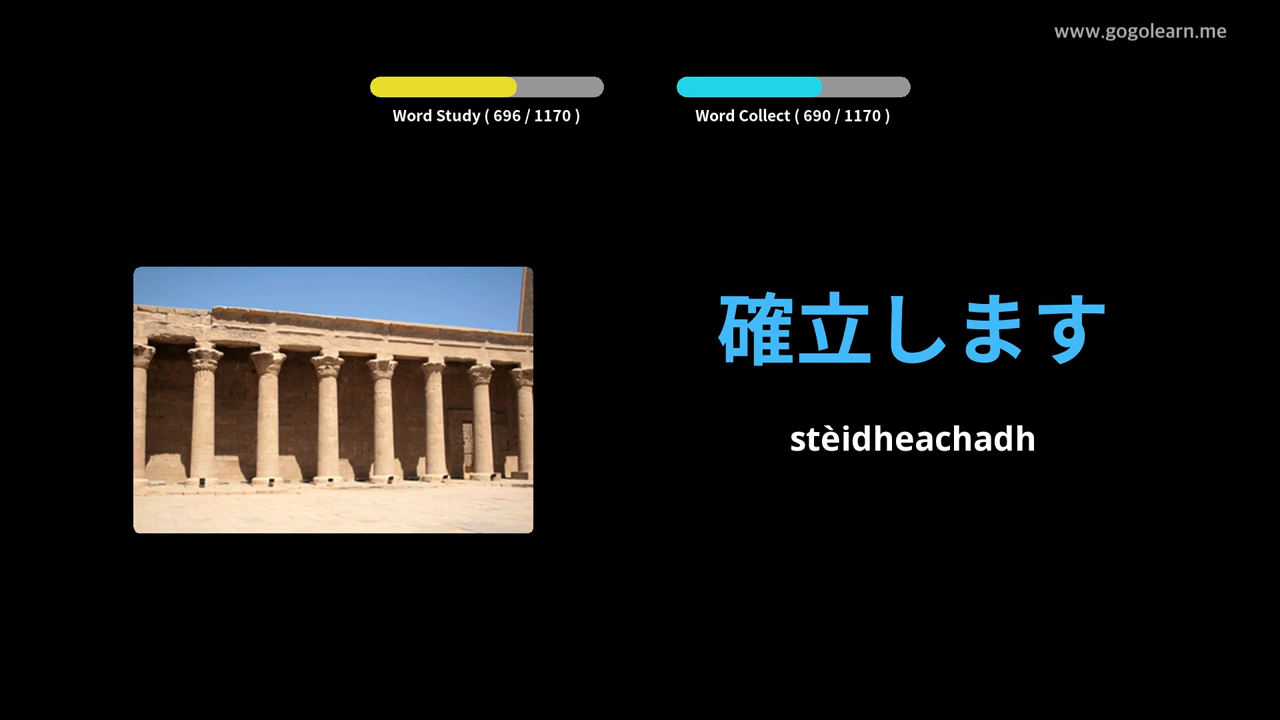 www.gogolearn.me
Word Study ( 696 / 1170 )
Word Collect ( 690 / 1170 )
確立します
stèidheachadh